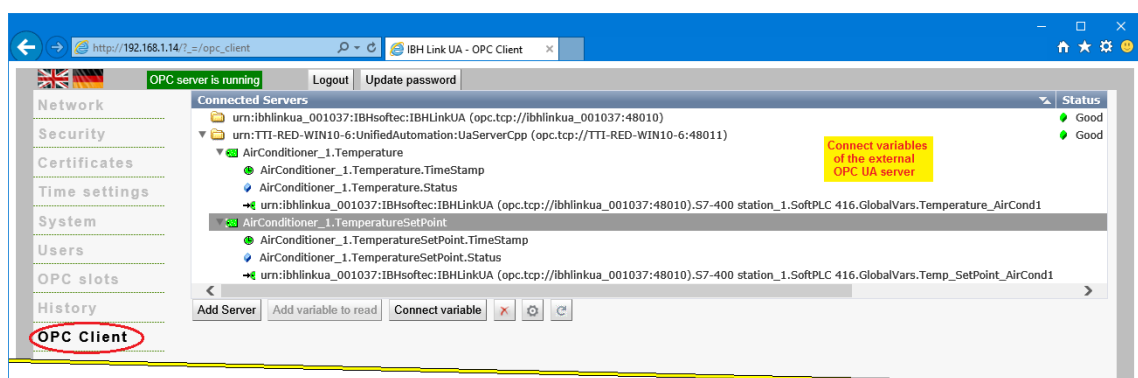 http://192.168.1.14/?_=/opc_client
IBH Link UA - OPC Client
OPC server is running
Logout
Update password
Network
Security
Certificates
Time settings
System
Users
OPC slots
History
OPC Client
Connected Servers Status
urn:ibhlinkua_001037:IBHsoftec:IBHLinkUA (opc.tcp://ibhlinkua_001037:48010) Good
urn:TTI-RED-WIN10-6:UnifiedAutomation:UaServerCpp (opc.tcp://TTI-RED-WIN10-6:48011) Good
AirConditioner_1.Temperature
AirConditioner_1.Temperature.TimeStamp
AirConditioner_1.Temperature.Status
urn:ibhlinkua_001037:IBHsoftec:IBHLinkUA (opc.tcp://ibhlinkua_001037:48010).S7-400 station_1.SoftPLC 416.GlobalVars.Temperature_AirCond1
AirConditioner_1.TemperatureSetPoint
AirConditioner_1.TemperatureSetPoint.TimeStamp
AirConditioner_1.TemperatureSetPoint.Status
urn:ibhlinkua_001037:IBHsoftec:IBHLinkUA (opc.tcp://ibhlinkua_001037:48010).S7-400 station_1.SoftPLC 416.GlobalVars.Temp_SetPoint_AirCond1
Connect variables
of the external
OPC UA server
Add Server
Add variable to read
Connect variable